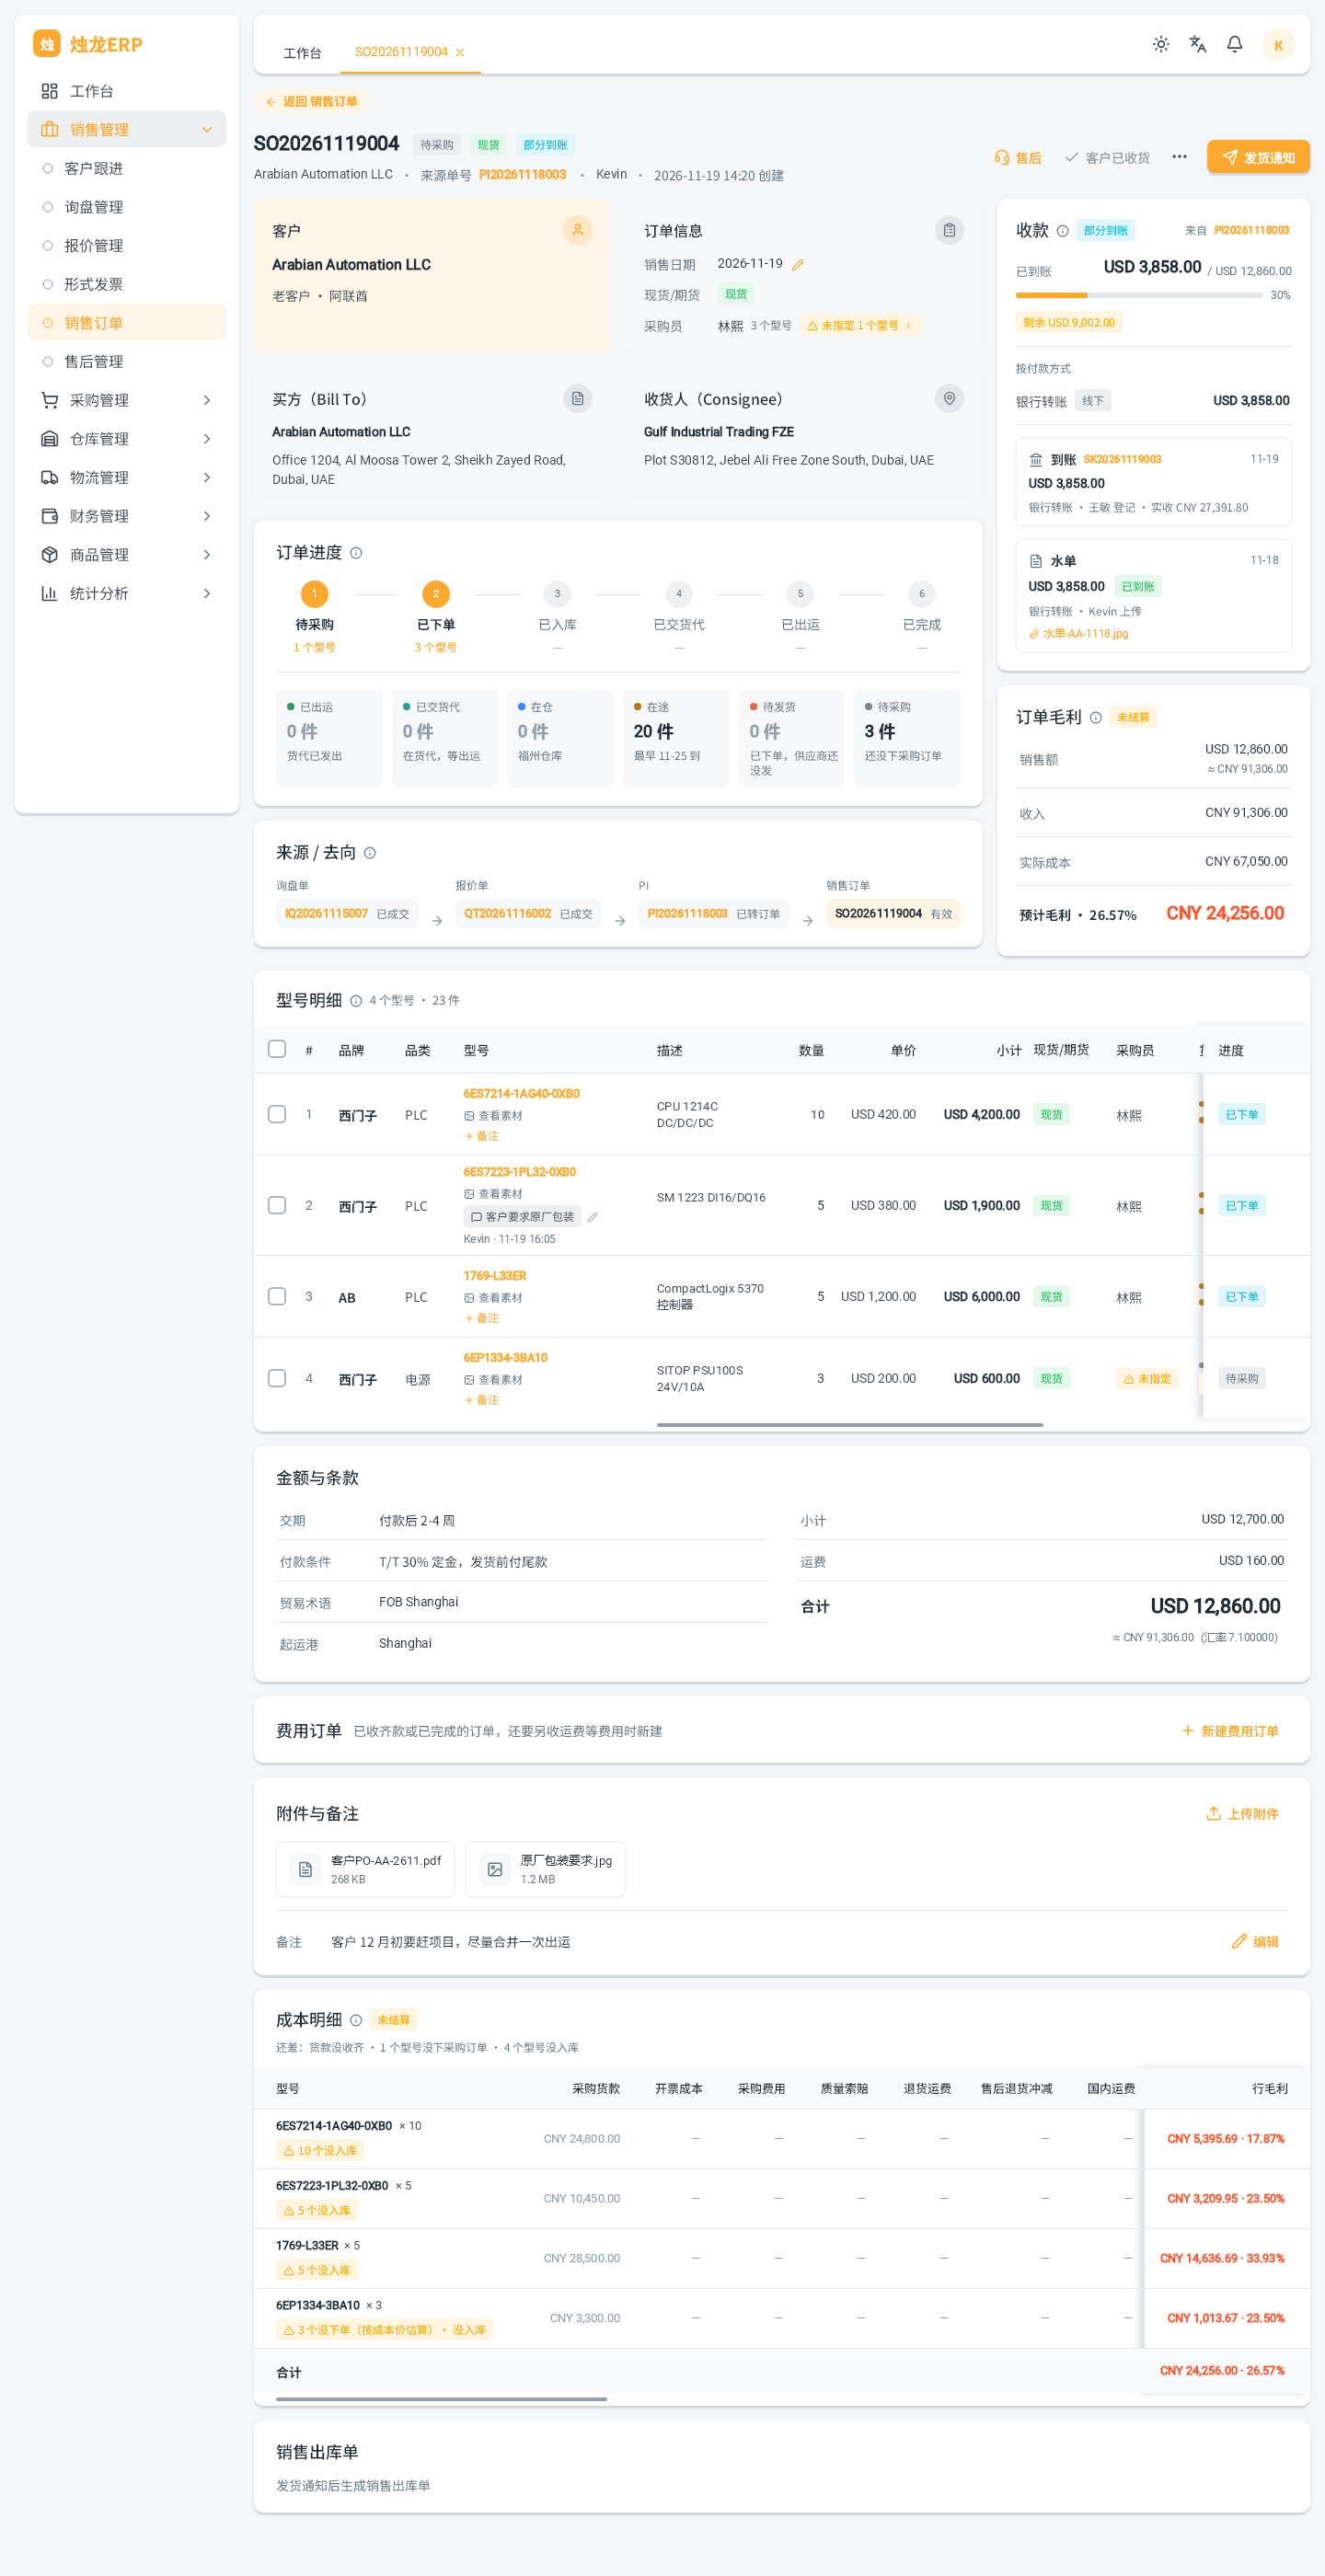 烛 烛龙ERP
工作台
销售管理
客户跟进
询盘管理
报价管理
形式发票
销售订单
售后管理
采购管理
仓库管理
物流管理
财务管理
商品管理
统计分析
工作台 SO20261119004
K
返回 销售订单
SO20261119004 待采购 现货 部分到账
Arabian Automation LLC • 来源单号 PI20261118003 • Kevin • 2026-11-19 14:20 创建
售后 客户已收货 ••• 发货通知
客户
Arabian Automation LLC
老客户 • 阿联酋
订单信息
销售日期 2026-11-19
现货/期货 现货
采购员 林熙 3 个型号 未指定 1 个型号
买方（Bill To）
Arabian Automation LLC
Office 1204, Al Moosa Tower 2, Sheikh Zayed Road,
Dubai, UAE
收货人（Consignee）
Gulf Industrial Trading FZE
Plot S30812, Jebel Ali Free Zone South, Dubai, UAE
收款 部分到账 来自 PI20261118003
已到账 USD 3,858.00 / USD 12,860.00
30%
剩余 USD 9,002.00
按付款方式
银行转账 线下 USD 3,858.00
到账 SK20261119003 11-19
USD 3,858.00
银行转账 • 王敏 登记 • 实收 CNY 27,391.80
水单 11-18
USD 3,858.00 已到账
银行转账 • Kevin 上传
水单-AA-1118.jpg
订单进度
1 2 3 4 5 6
待采购 已下单 已入库 已交货代 已出运 已完成
1 个型号 3 个型号 — — — —
已出运 已交货代 在仓 在途 待发货 待采购
0 件 0 件 0 件 20 件 0 件 3 件
货代已发出 在货代，等出运 福州仓库 最早 11-25 到 已下单，供应商还没发 还没下采购订单
订单毛利 未结算
销售额 USD 12,860.00
≈ CNY 91,306.00
收入 CNY 91,306.00
实际成本 CNY 67,050.00
预计毛利 • 26.57% CNY 24,256.00
来源 / 去向
询盘单 报价单 PI 销售订单
IQ20261115007 已成交 → QT20261116002 已成交 → PI20261118003 已转订单 → SO20261119004 有效
型号明细 4 个型号 • 23 件
# 品牌 品类 型号 描述 数量 单价 小计 现货/期货 采购员 进度
1 西门子 PLC 6ES7214-1AG40-0XB0 CPU 1214C DC/DC/DC 10 USD 420.00 USD 4,200.00 现货 林熙 已下单
查看素材
+ 备注
2 西门子 PLC 6ES7223-1PL32-0XB0 SM 1223 DI16/DQ16 5 USD 380.00 USD 1,900.00 现货 林熙 已下单
查看素材
客户要求原厂包装
Kevin · 11-19 16:05
3 AB PLC 1769-L33ER CompactLogix 5370 控制器 5 USD 1,200.00 USD 6,000.00 现货 林熙 已下单
查看素材
+ 备注
4 西门子 电源 6EP1334-3BA10 SITOP PSU100S 24V/10A 3 USD 200.00 USD 600.00 现货 未指定 待采购
查看素材
+ 备注
金额与条款
交期 付款后 2-4 周
付款条件 T/T 30% 定金，发货前付尾款
贸易术语 FOB Shanghai
起运港 Shanghai
小计 USD 12,700.00
运费 USD 160.00
合计 USD 12,860.00
≈ CNY 91,306.00（汇率 7.100000）
费用订单 已收齐款或已完成的订单，还要另收运费等费用时新建 新建费用订单
附件与备注 上传附件
客户PO-AA-2611.pdf
268 KB
原厂包装要求.jpg
1.2 MB
备注 客户 12 月初要赶项目，尽量合并一次出运 编辑
成本明细 未结算
还差：货款没收齐 • 1 个型号没下采购订单 • 4 个型号没入库
型号 采购货款 开票成本 采购费用 质量索赔 退货运费 售后退货冲减 国内运费 行毛利
6ES7214-1AG40-0XB0 × 10 CNY 24,800.00 — — — — — — CNY 5,395.69 · 17.87%
10 个没入库
6ES7223-1PL32-0XB0 × 5 CNY 10,450.00 — — — — — — CNY 3,209.95 · 23.50%
5 个没入库
1769-L33ER × 5 CNY 28,500.00 — — — — — — CNY 14,636.69 · 33.93%
5 个没入库
6EP1334-3BA10 × 3 CNY 3,300.00 — — — — — — CNY 1,013.67 · 23.50%
3 个没下单（按成本价估算） • 没入库
合计 CNY 24,256.00 · 26.57%
销售出库单
发货通知后生成销售出库单